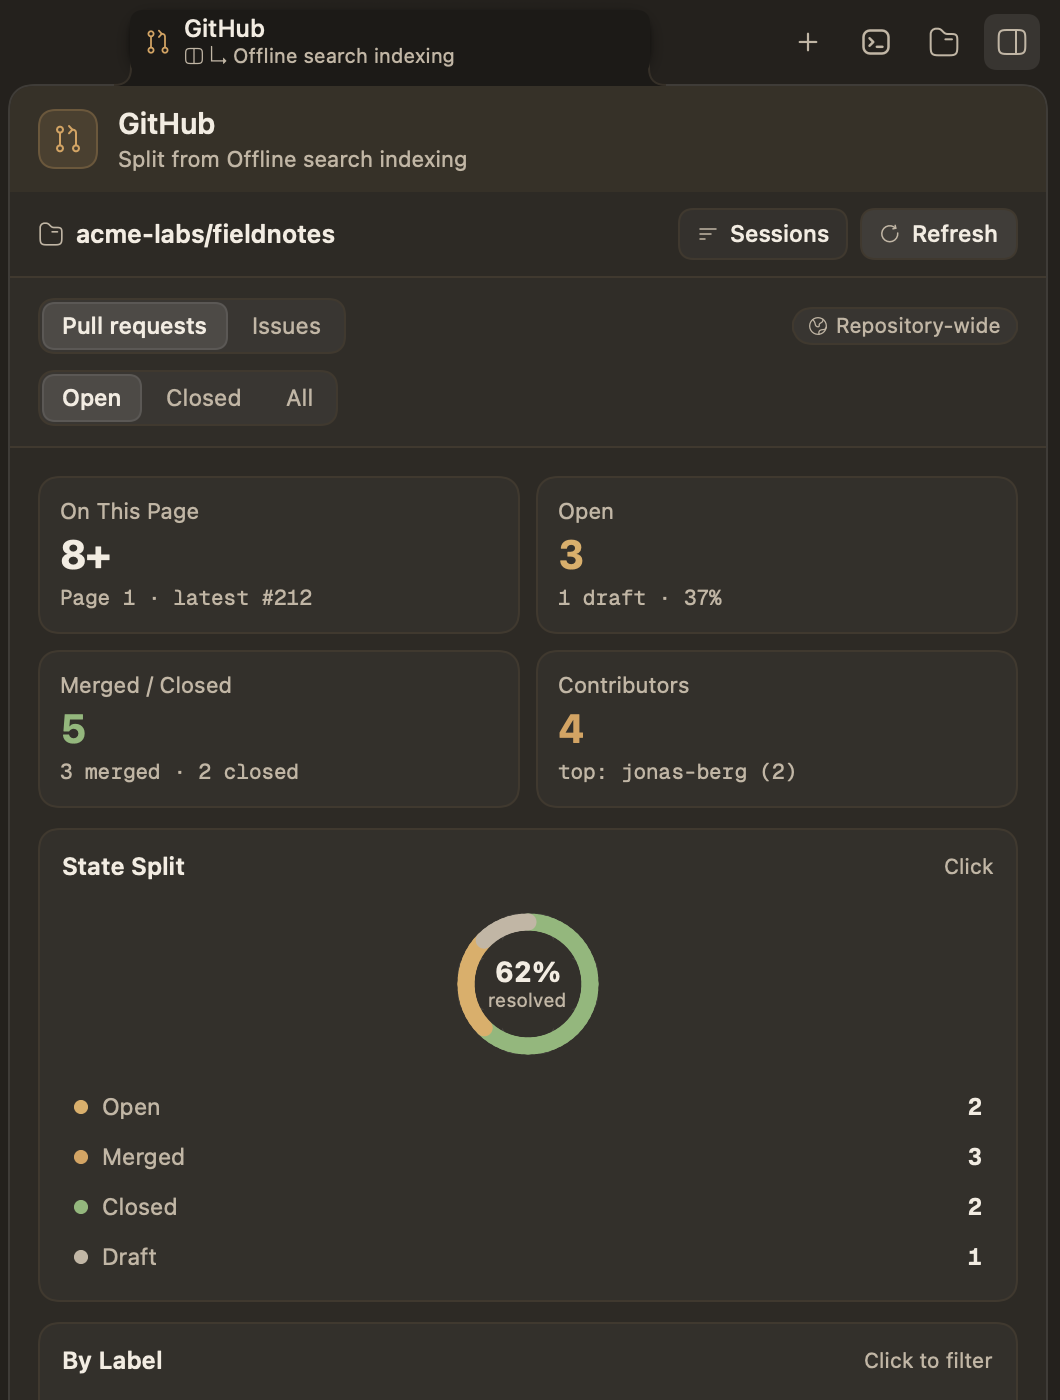 GitHub
Offline search indexing
GitHub
Split from Offline search indexing
acme-labs/fieldnotes
Sessions
Refresh
Pull requests
Issues
Repository-wide
Open
Closed
All
On This Page
8+
Page 1 · latest #212
Open
3
1 draft · 37%
Merged / Closed
5
3 merged · 2 closed
Contributors
4
top: jonas-berg (2)
State Split
Click
62%
resolved
Open 2
Merged 3
Closed 2
Draft 1
By Label
Click to filter